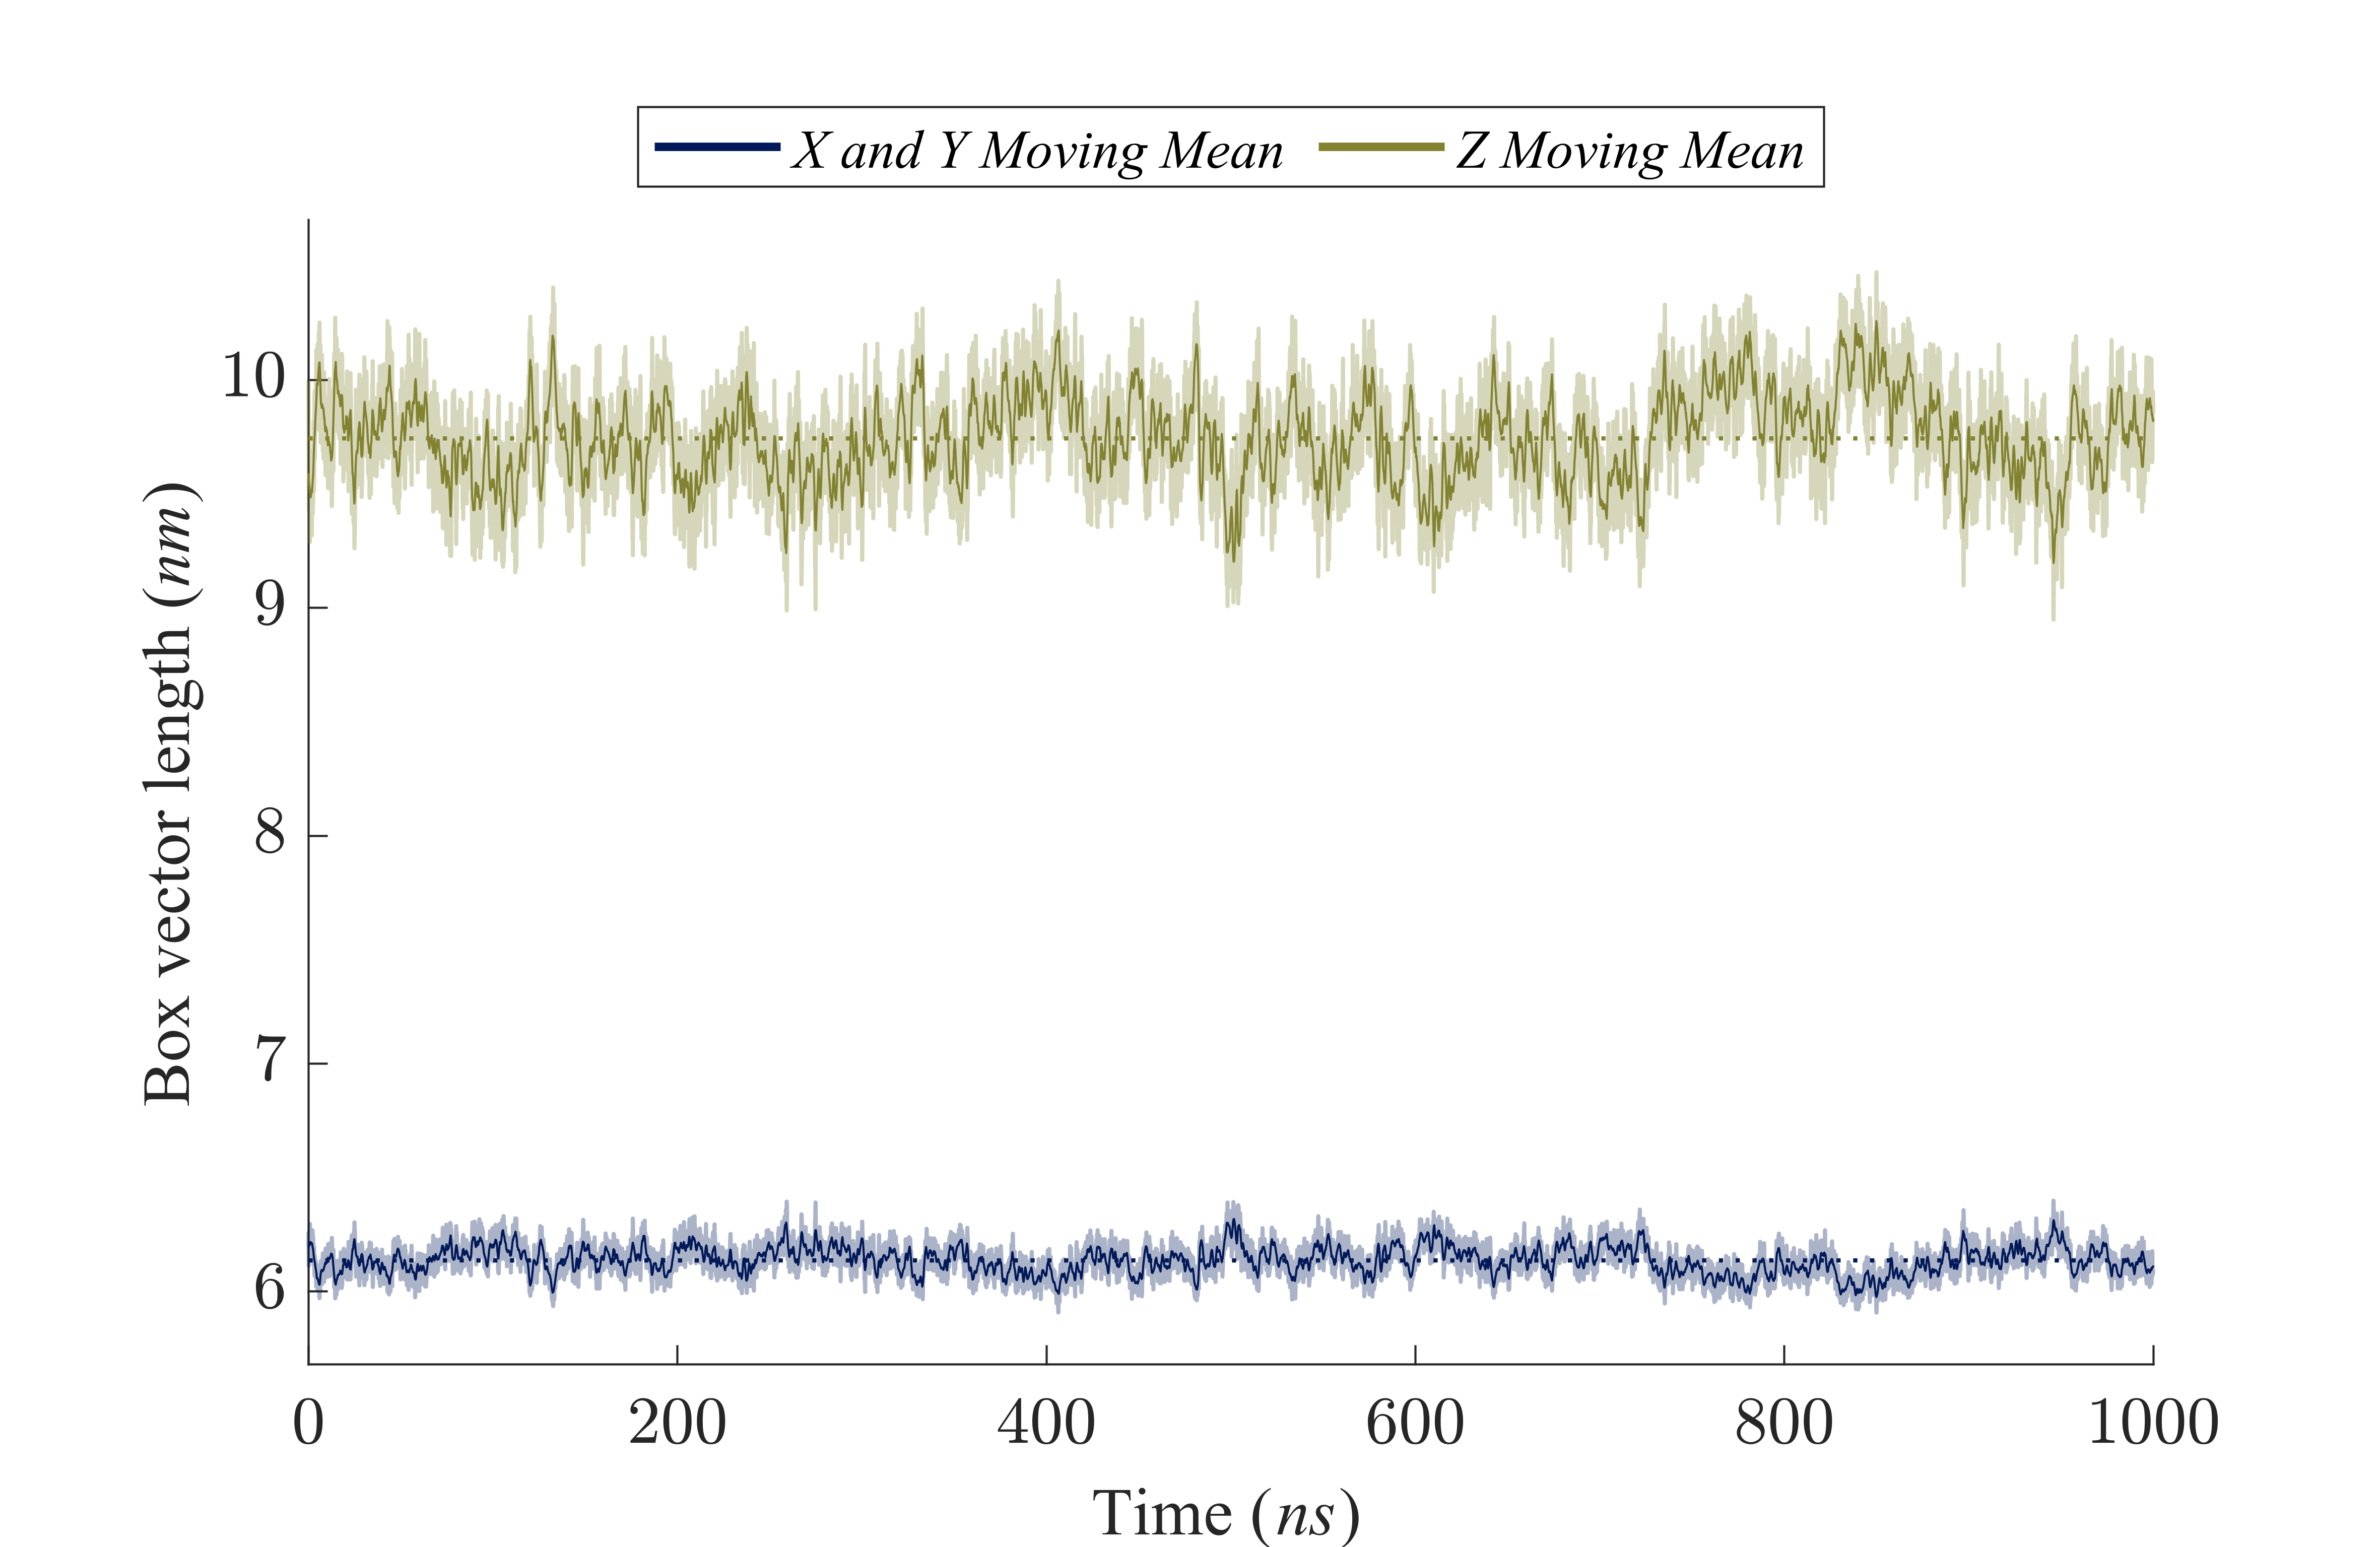 X and Y Moving Mean Z Moving Mean
Box vector length (nm)
10
9
8
7
6
0 200 400 600 800 1000
Time (ns)